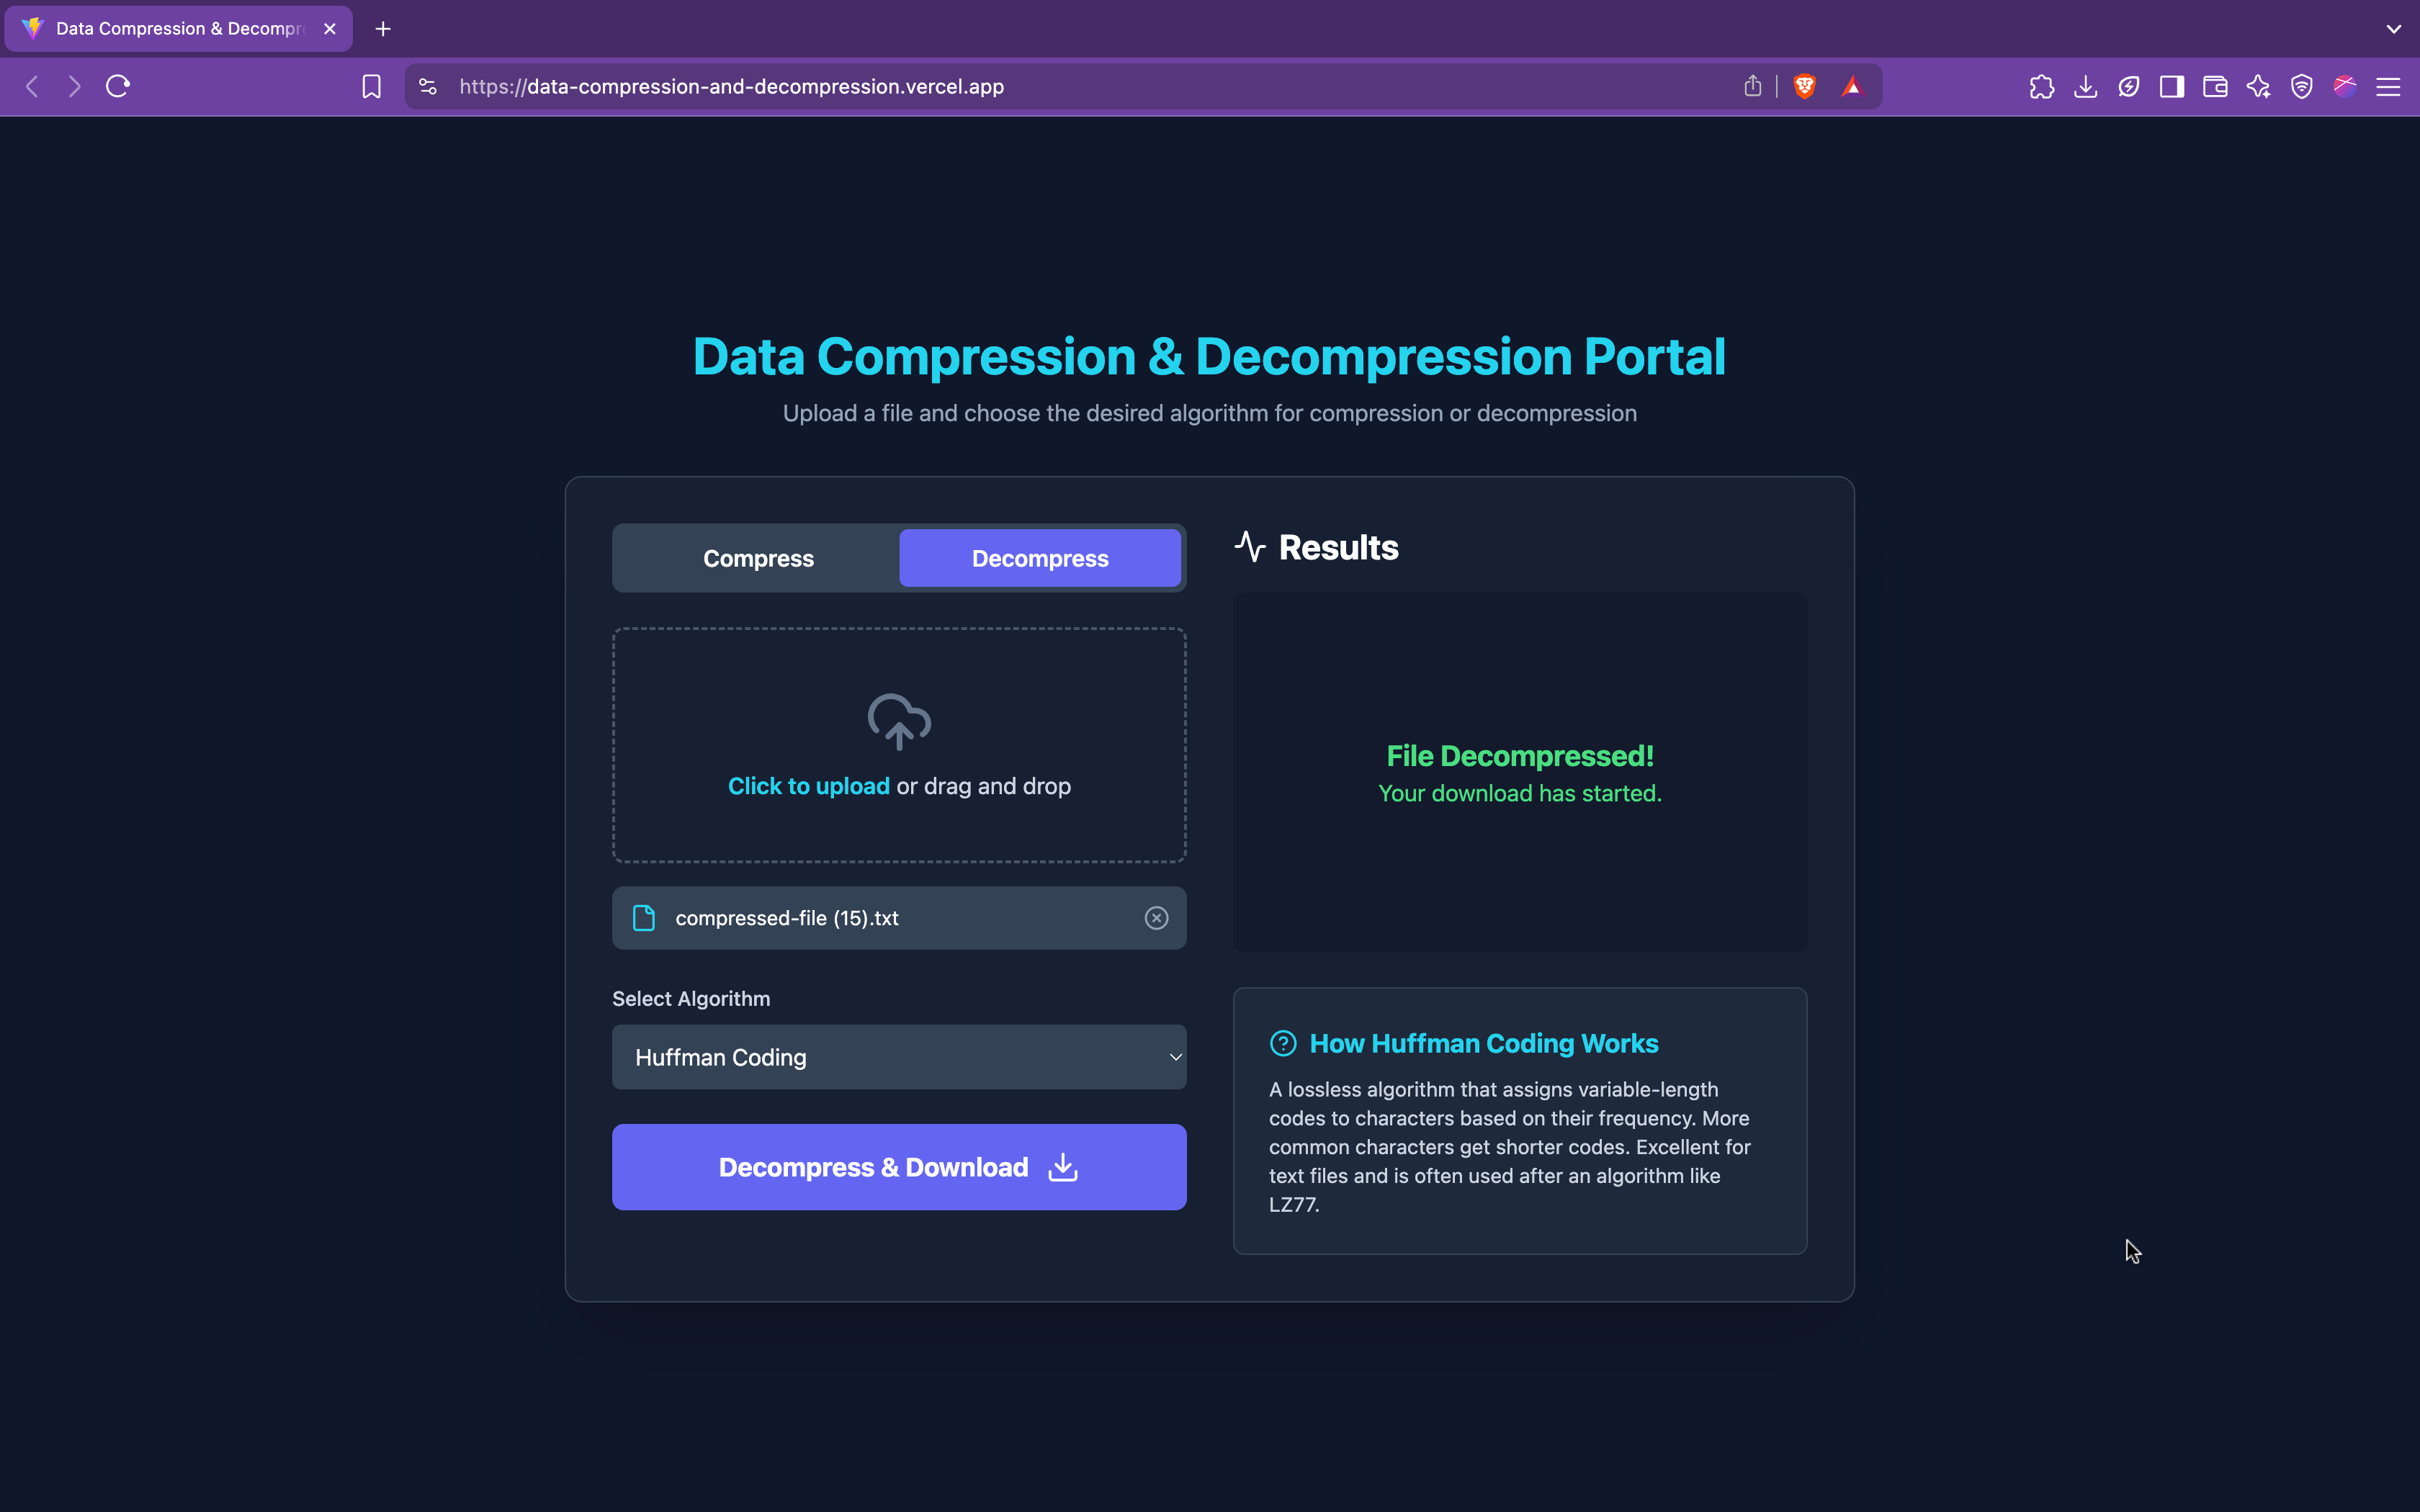 Data Compression & Decompr
https://data-compression-and-decompression.vercel.app
Data Compression & Decompression Portal
Upload a file and choose the desired algorithm for compression or decompression
Compress
Decompress
Click to upload or drag and drop
compressed-file (15).txt
Select Algorithm
Huffman Coding
Decompress & Download
Results
File Decompressed!
Your download has started.
How Huffman Coding Works
A lossless algorithm that assigns variable-length
codes to characters based on their frequency. More
common characters get shorter codes. Excellent for
text files and is often used after an algorithm like
LZ77.